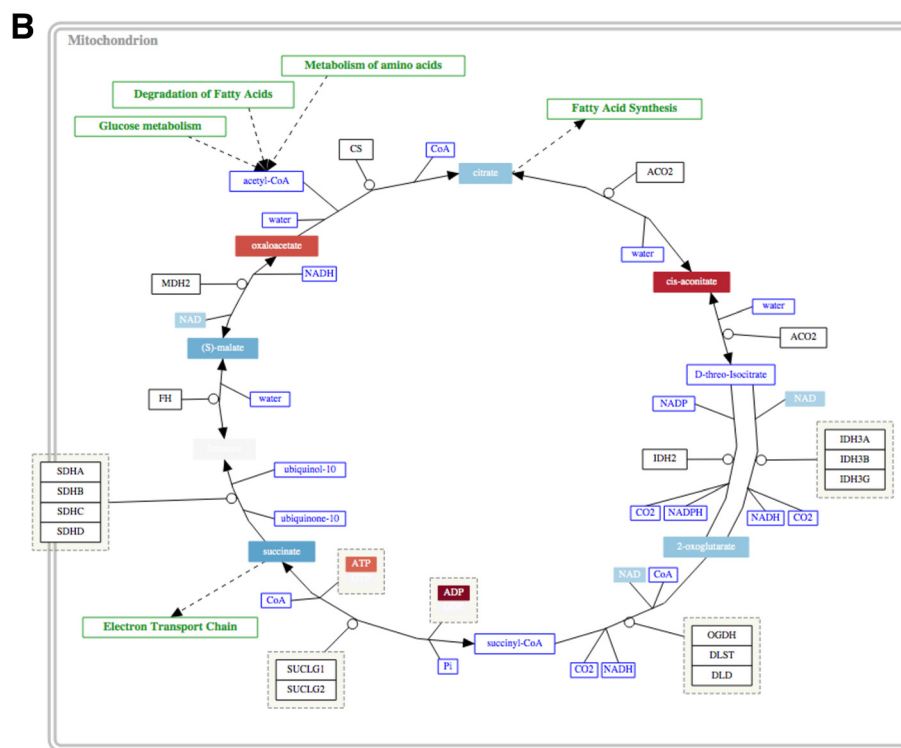 B
Mitochondrion
Metabolism of amino acids
Degradation of Fatty Acids
Glucose metabolism
Fatty Acid Synthesis
CS
CoA
acetyl-CoA
citrate
ACO2
water
water
oxaloacetate
NADH
MDH2
cis-aconitate
water
NAD
ACO2
(S)-malate
D-threo-Isocitrate
FH
water
NADP
NAD
IDH3A
IDH3B
IDH3G
IDH2
SDHA
SDHB
SDHC
SDHD
ubiquinol-10
ubiquinone-10
CO2
NADPH
NADH
CO2
succinate
2-oxoglutarate
ATP
NAD
CoA
ADP
CoA
Electron Transport Chain
succinyl-CoA
OGDH
DLST
DLD
SUCLG1
SUCLG2
Pi
CO2
NADH